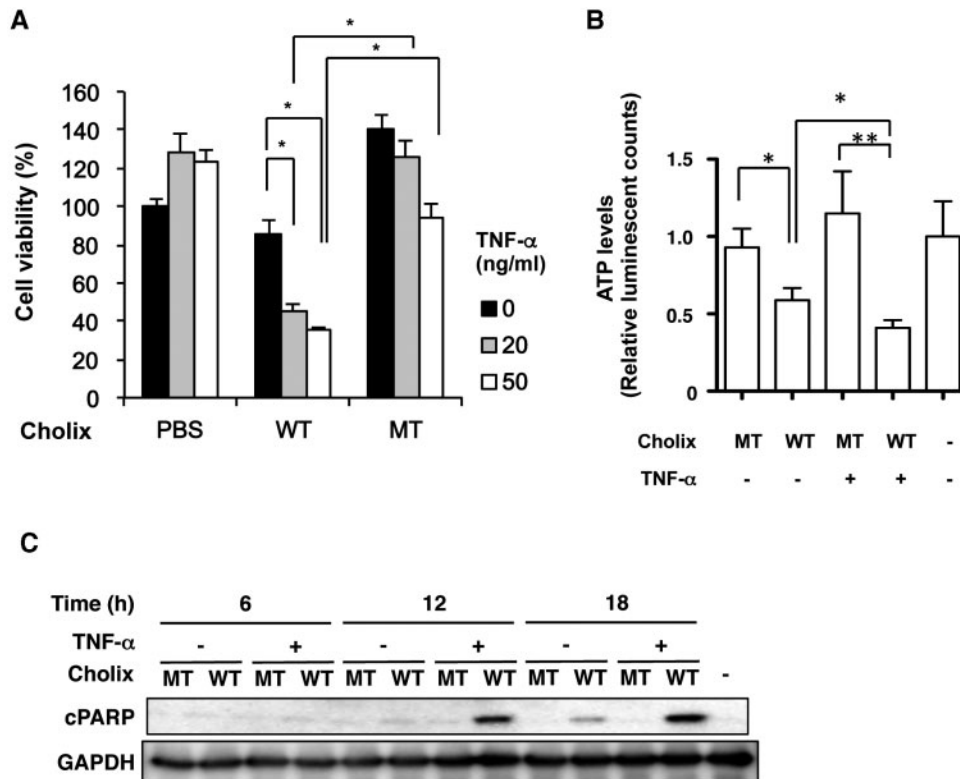 A
* 
*
*
*
160
140
120
100
80
60
40
20
0
Cell viability (%)
TNF-α
(ng/ml)
0
20
50
Cholix PBS WT MT
B
*
*
**
1.5
1.0
0.5
0
ATP levels
(Relative luminescent counts)
Cholix MT WT MT WT -
TNF-α - - + + -
C
Time (h) 6 12 18
TNF-α - + - + - +
Cholix MT WT MT WT MT WT MT WT MT WT MT WT -
cPARP
GAPDH